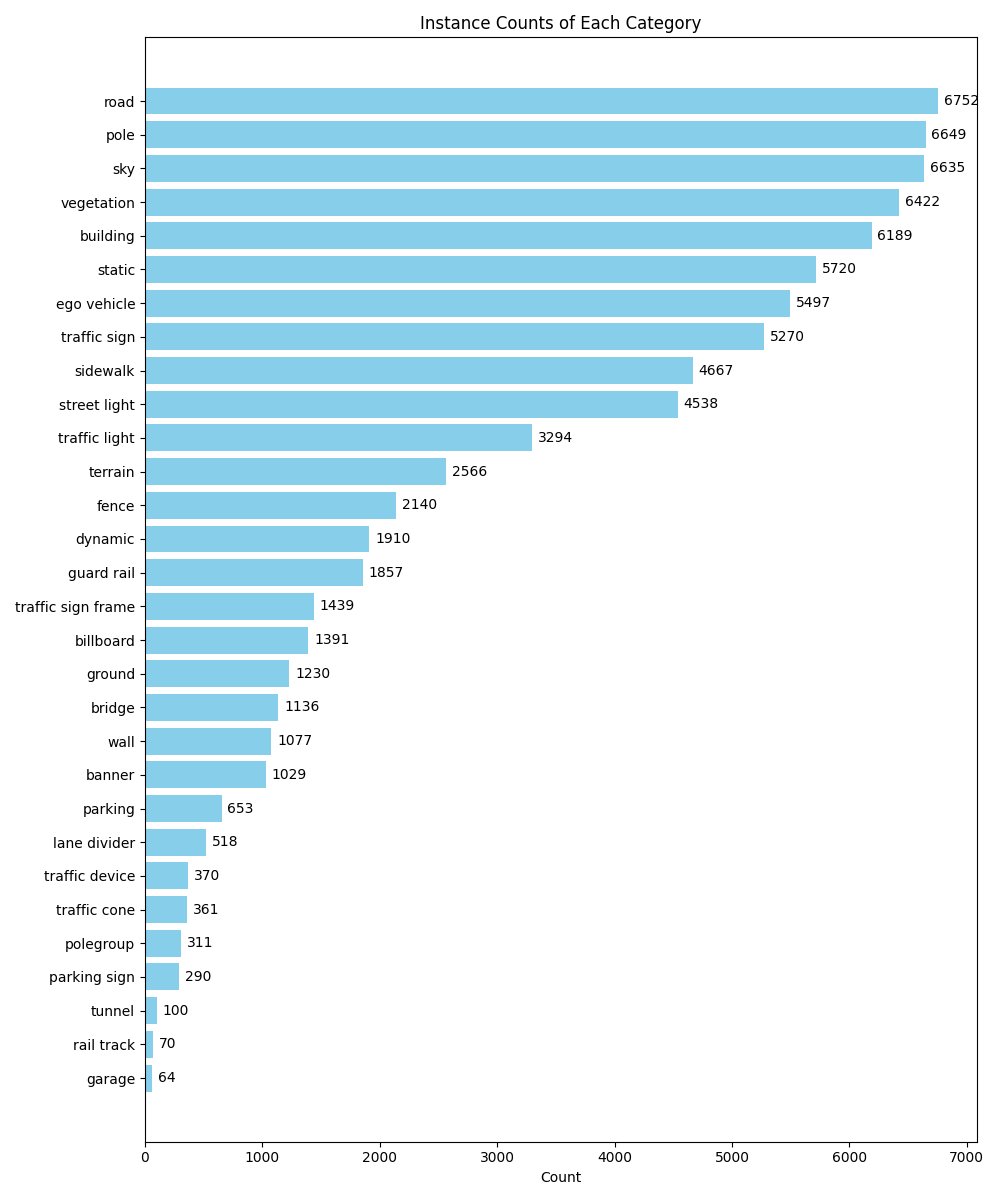 Instance Counts of Each Category
road 6752
pole 6649
sky 6635
vegetation 6422
building 6189
static 5720
ego vehicle 5497
traffic sign 5270
sidewalk 4667
street light 4538
traffic light 3294
terrain 2566
fence 2140
dynamic 1910
guard rail 1857
traffic sign frame 1439
billboard 1391
ground 1230
bridge 1136
wall 1077
banner 1029
parking 653
lane divider 518
traffic device 370
traffic cone 361
polegroup 311
parking sign 290
tunnel 100
rail track 70
garage 64
0 1000 2000 3000 4000 5000 6000 7000
Count